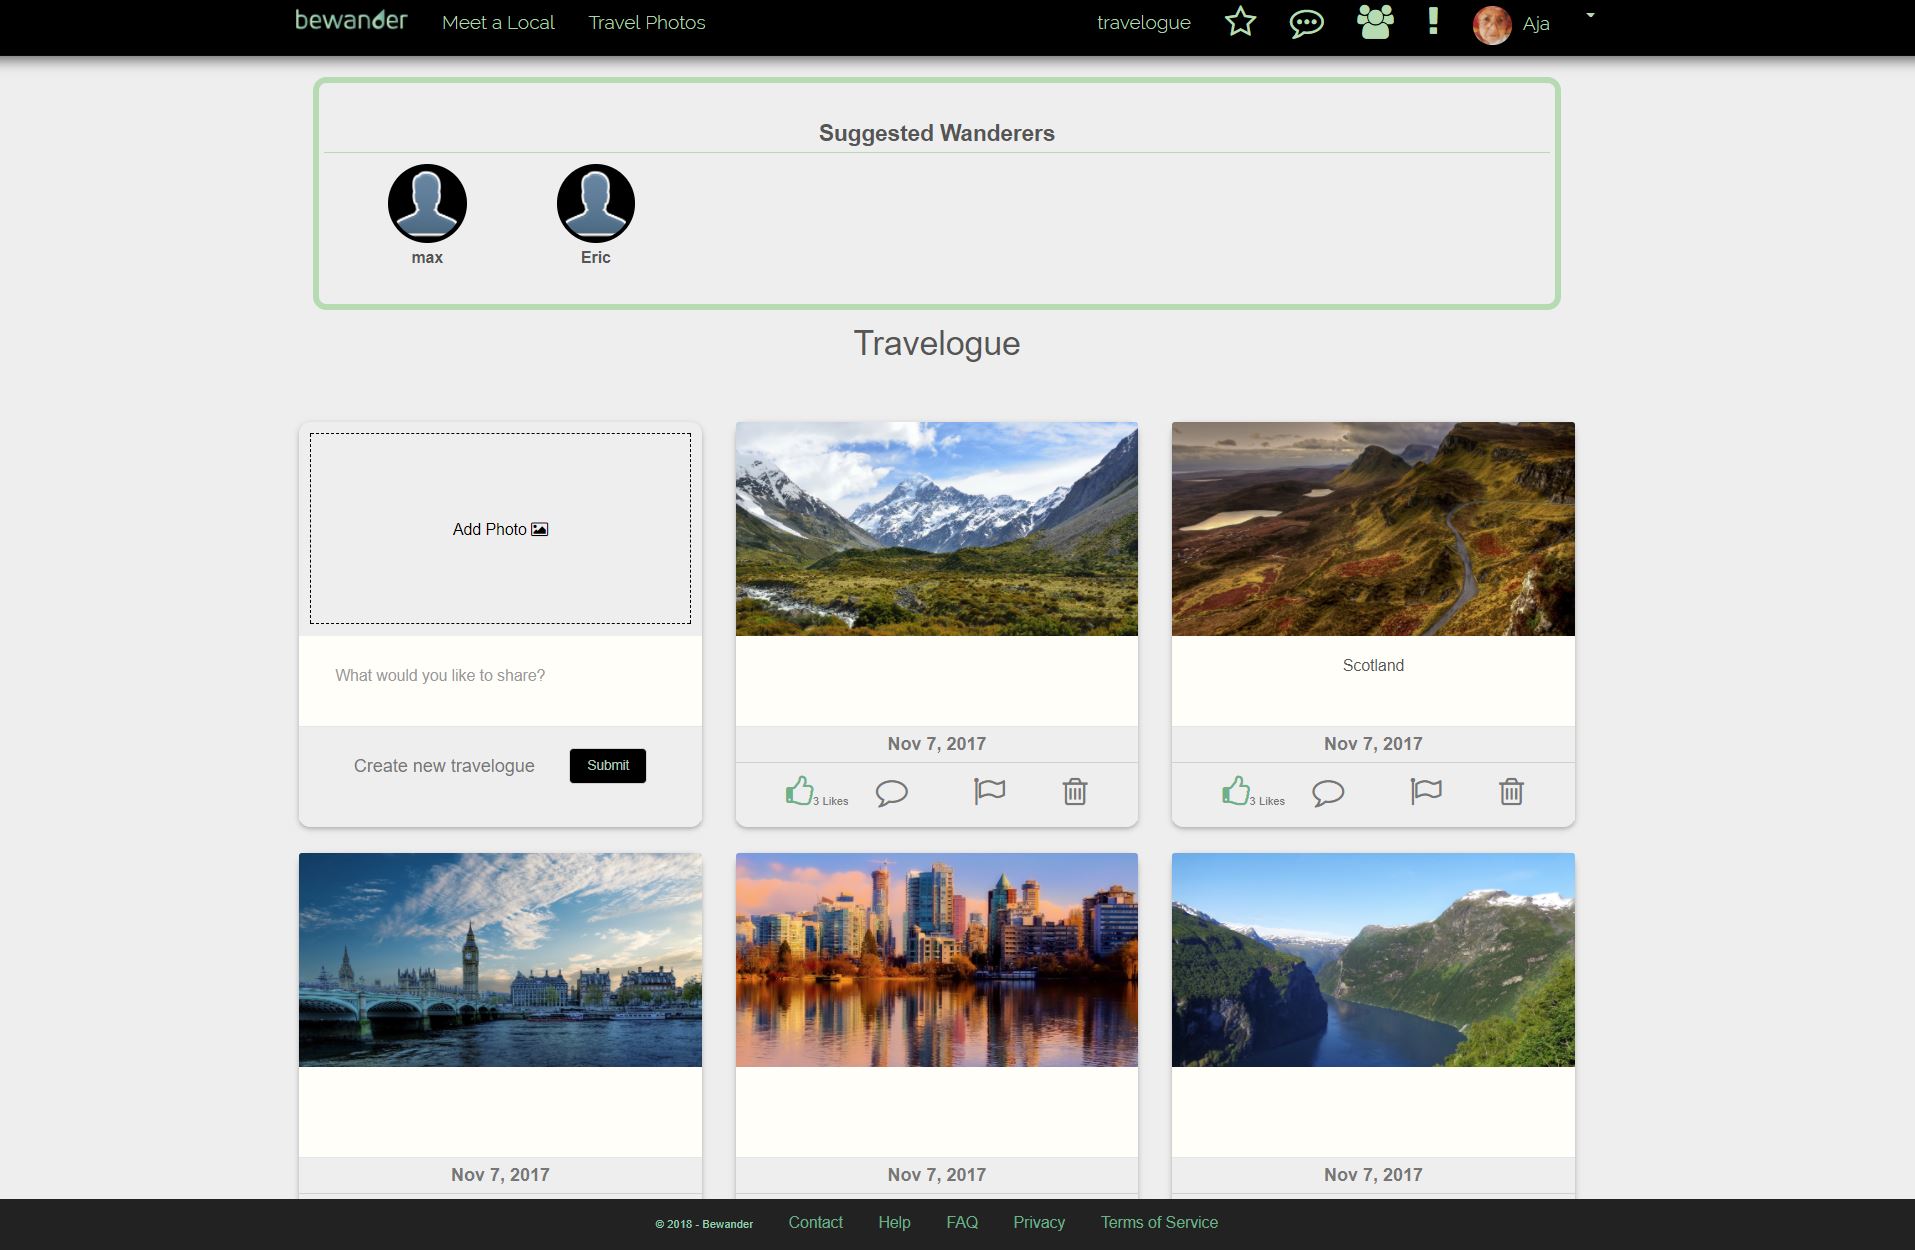 bewander Meet a Local Travel Photos travelogue Aja
Suggested Wanderers
max Eric
Travelogue
Add Photo
What would you like to share?
Create new travelogue Submit
Nov 7, 2017
3 Likes
Scotland
Nov 7, 2017
3 Likes
Nov 7, 2017
Nov 7, 2017
Nov 7, 2017
© 2018 - Bewander Contact Help FAQ Privacy Terms of Service